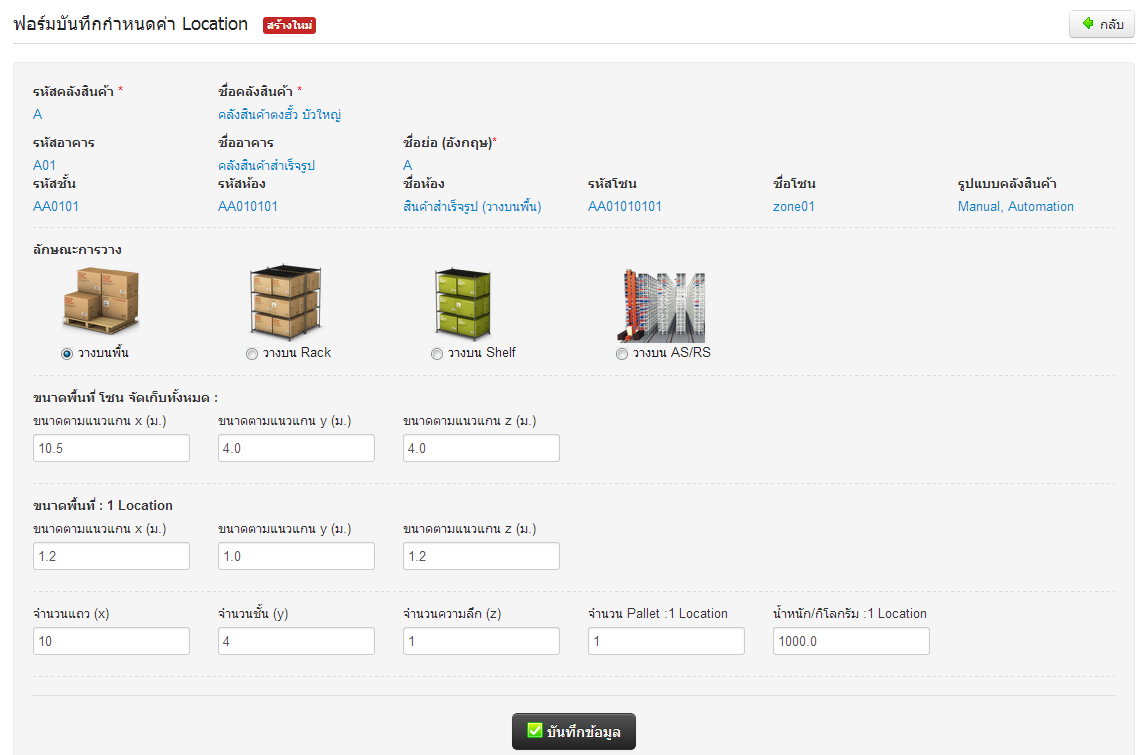 ฟอร์มบันทึกกำหนดค่า Location สร้างใหม่ กลับ
รหัสคลังสินค้า * ชื่อคลังสินค้า *
A คลังสินค้าตงฮั้ว บัวใหญ่
รหัสอาคาร ชื่ออาคาร ชื่อย่อ (อังกฤษ)*
A01 คลังสินค้าสำเร็จรูป A
รหัสชั้น รหัสห้อง ชื่อห้อง รหัสโซน ชื่อโซน รูปแบบคลังสินค้า
AA0101 AA010101 สินค้าสำเร็จรูป (วางบนพื้น) AA01010101 zone01 Manual, Automation
ลักษณะการวาง
วางบนพื้น วางบน Rack วางบน Shelf วางบน AS/RS
ขนาดพื้นที่ โซน จัดเก็บทั้งหมด :
ขนาดตามแนวแกน x (ม.) ขนาดตามแนวแกน y (ม.) ขนาดตามแนวแกน z (ม.)
10.5 4.0 4.0
ขนาดพื้นที่ : 1 Location
ขนาดตามแนวแกน x (ม.) ขนาดตามแนวแกน y (ม.) ขนาดตามแนวแกน z (ม.)
1.2 1.0 1.2
จำนวนแถว (x) จำนวนชั้น (y) จำนวนความลึก (z) จำนวน Pallet :1 Location น้ำหนัก/กิโลกรัม :1 Location
10 4 1 1 1000.0
บันทึกข้อมูล